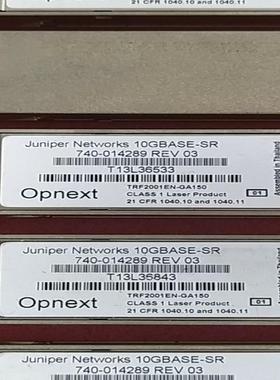 21 CFR 1040.10 and 1040.11
Juniper Networks 10GBASE-SR
740-014289 REV 03
T13L36533
Opnext
TRF2001EN-GA150
CLASS 1 Laser Product
21 CFR 1040.10 and 1040.11
01
Assembled in Thailand
Juniper Networks 10GBASE-SR
740-014289 REV 03
T13L36843
Opnext
TRF2001EN-GA150
CLASS 1 Laser Product
21 CFR 1040.10 and 1040.11
01
Assembled in Thailand
Juniper Networks 10GBASE-SR
740-014289 REV 03